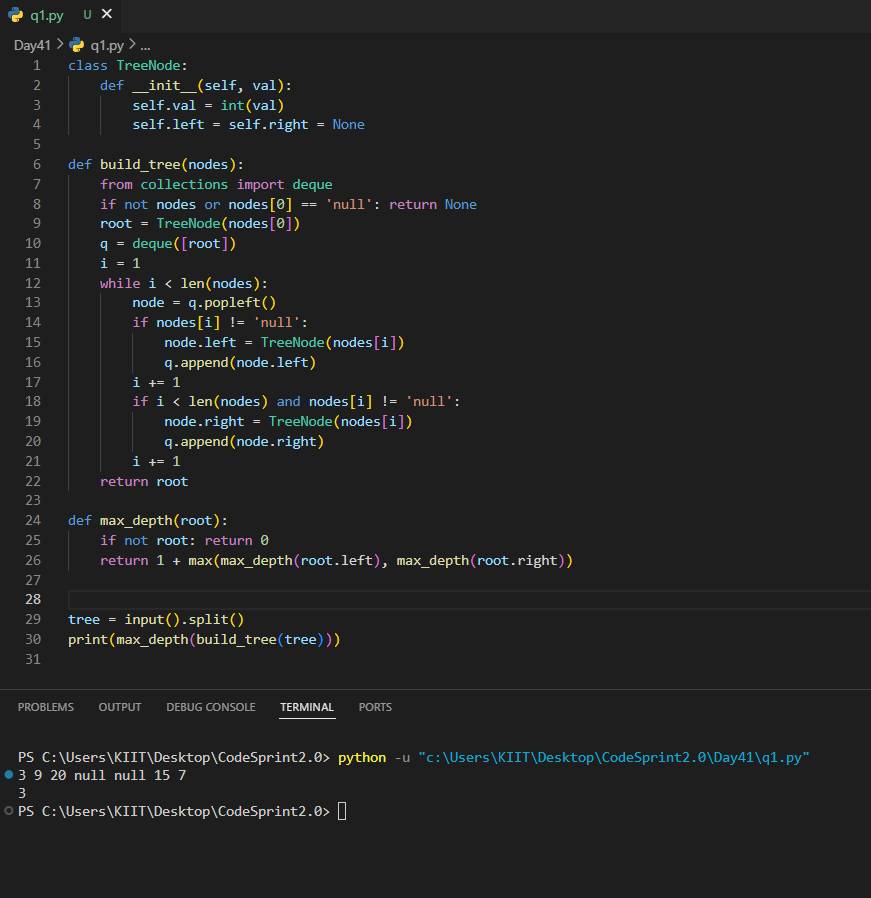 q1.py U ×
Day41 > q1.py > ...
1 class TreeNode:
2     def __init__(self, val):
3         self.val = int(val)
4         self.left = self.right = None
5
6 def build_tree(nodes):
7     from collections import deque
8     if not nodes or nodes[0] == 'null': return None
9     root = TreeNode(nodes[0])
10     q = deque([root])
11     i = 1
12     while i < len(nodes):
13         node = q.popleft()
14         if nodes[i] != 'null':
15             node.left = TreeNode(nodes[i])
16             q.append(node.left)
17         i += 1
18         if i < len(nodes) and nodes[i] != 'null':
19             node.right = TreeNode(nodes[i])
20             q.append(node.right)
21         i += 1
22     return root
23
24 def max_depth(root):
25     if not root: return 0
26     return 1 + max(max_depth(root.left), max_depth(root.right))
27
28
29 tree = input().split()
30 print(max_depth(build_tree(tree)))
31
PROBLEMS OUTPUT DEBUG CONSOLE TERMINAL PORTS
PS C:\Users\KIIT\Desktop\CodeSprint2.0> python -u "c:\Users\KIIT\Desktop\CodeSprint2.0\Day41\q1.py"
3 9 20 null null 15 7
3
PS C:\Users\KIIT\Desktop\CodeSprint2.0>